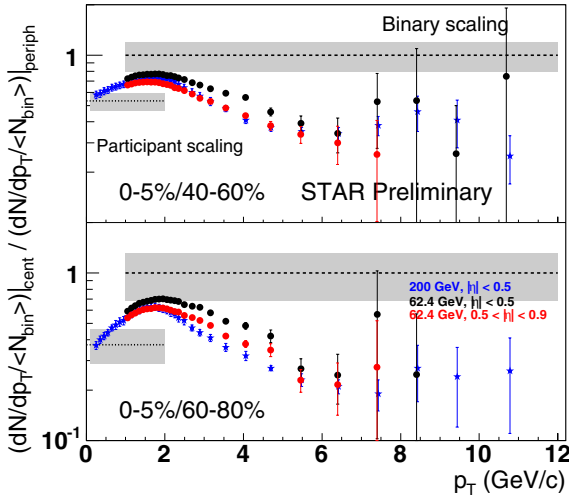 (dN/dp_T/<N_bin>)|_cent / (dN/dp_T/<N_bin>)|_periph
1
Binary scaling
Participant scaling
0-5%/40-60% STAR Preliminary
1
200 GeV, |η| < 0.5
62.4 GeV, |η| < 0.5
62.4 GeV, 0.5 < |η| < 0.9
0-5%/60-80%
10^-1
0 2 4 6 8 10 12
p_T (GeV/c)